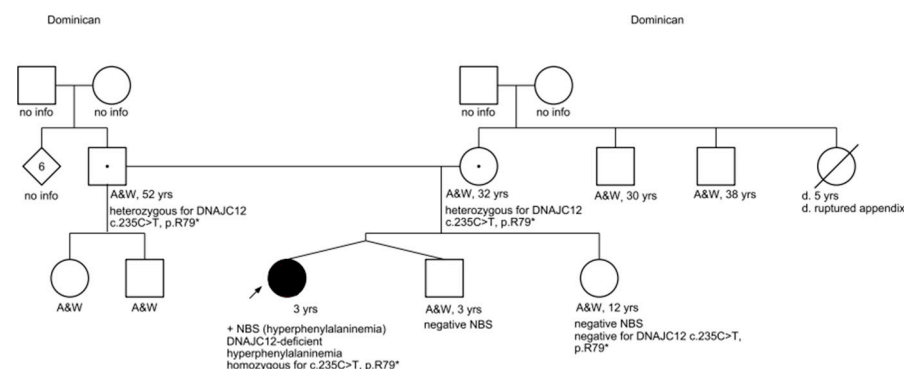 Dominican
Dominican
no info
no info
no info
no info
6
no info
A&W, 52 yrs
heterozygous for DNAJC12
c.235C>T, p.R79*
A&W, 32 yrs
heterozygous for DNAJC12
c.235C>T, p.R79*
A&W, 30 yrs
A&W, 38 yrs
d. 5 yrs
d. ruptured appendix
A&W
A&W
3 yrs
+ NBS (hyperphenylalaninemia)
DNAJC12-deficient
hyperphenylalaninemia
homozygous for c.235C>T, p.R79*
A&W, 3 yrs
negative NBS
A&W, 12 yrs
negative NBS
negative for DNAJC12 c.235C>T,
p.R79*